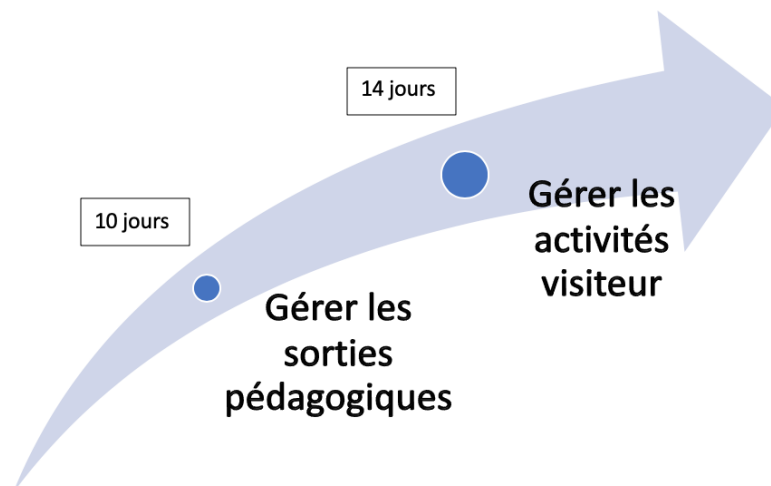 14 jours
10 jours
Gérer les
activités
visiteur
Gérer les
sorties
pédagogiques